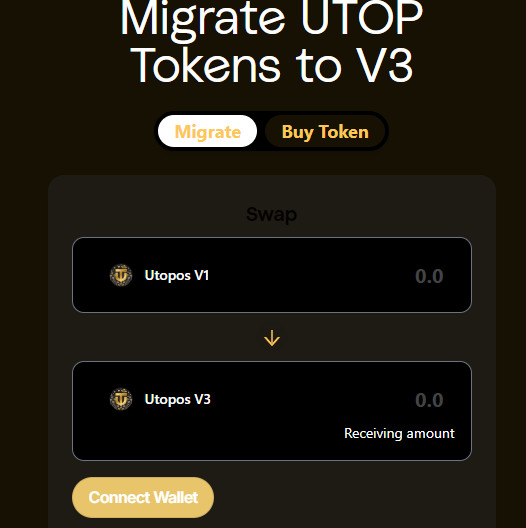 Migrate UTOP
Tokens to V3
Migrate Buy Token
Swap
Utopos V1 0.0
Utopos V3 0.0
Receiving amount
Connect Wallet